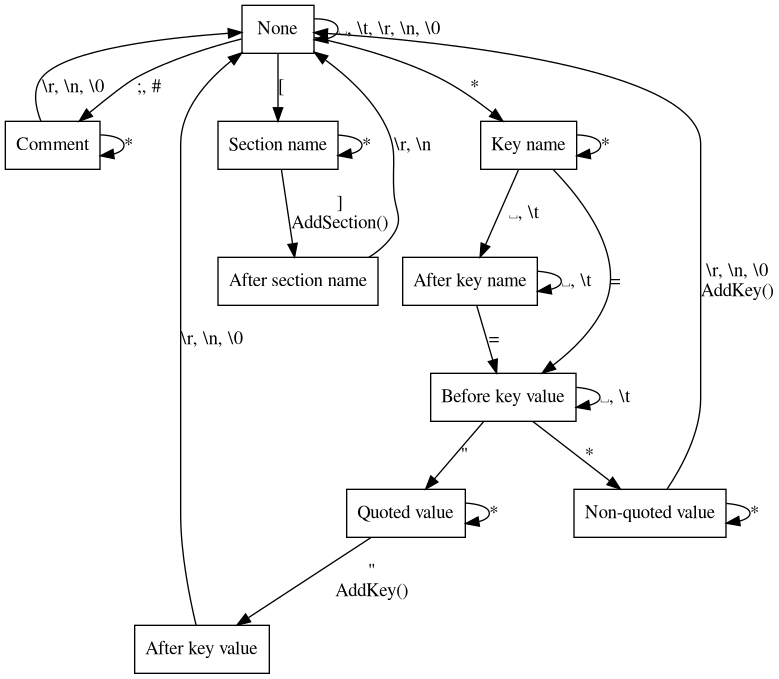 None
␣, \t, \r, \n, \0
\r, \n, \0
;, #
[
*
Comment
*
Section name
*
\r, \n
Key name
*
]
AddSection()
␣, \t
After section name
After key name
␣, \t
=
\r, \n, \0
AddKey()
\r, \n, \0
=
Before key value
␣, \t
"
*
Quoted value
*
Non-quoted value
*
"
AddKey()
After key value